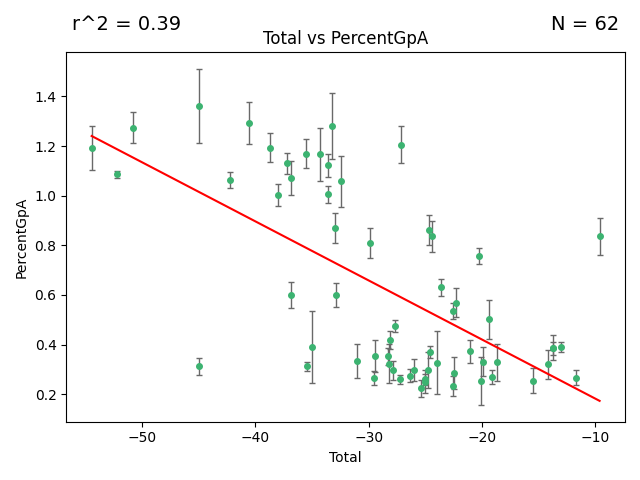 r^2 = 0.39
N = 62
Total vs PercentGpA
PercentGpA
1.4
1.2
1.0
0.8
0.6
0.4
0.2
−50
−40
−30
−20
−10
Total